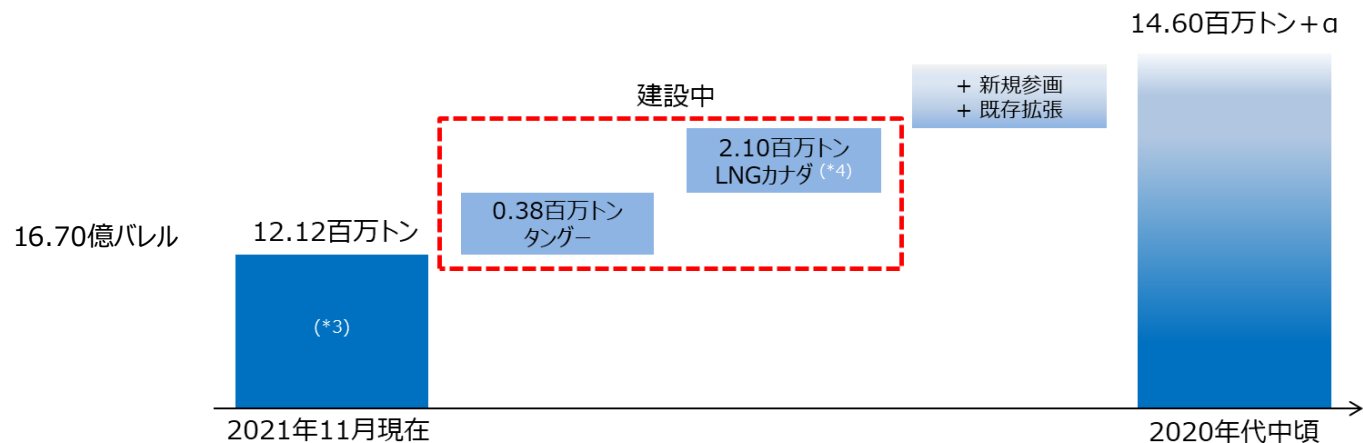 14.60百万トン+α
+ 新規参画
+ 既存拡張
建設中
2.10百万トン
LNGカナダ (*4)
0.38百万トン
タングー
16.70億バレル
12.12百万トン
(*3)
2021年11月現在
2020年代中頃